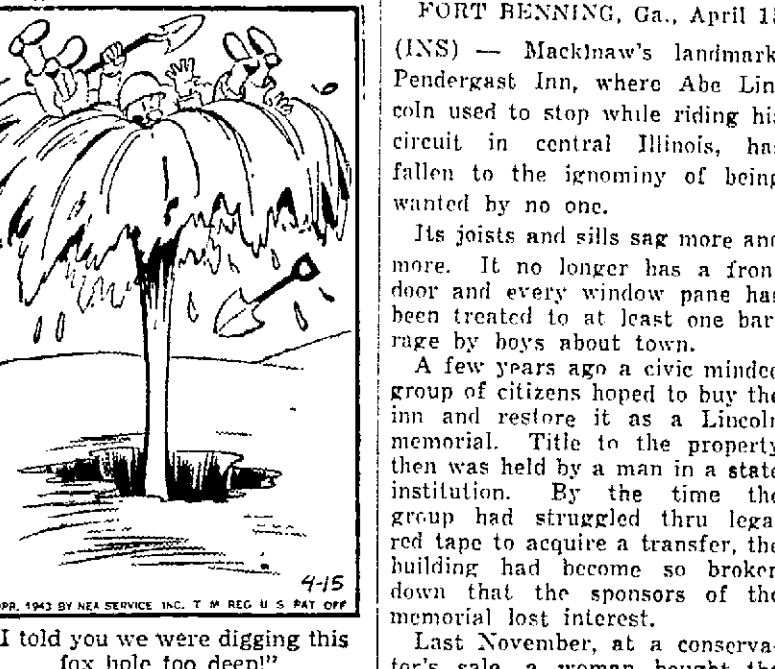 4-15
APR. 1943 BY NEA SERVICE INC. T M REG U S PAT OFF
I told you we were digging this
fox hole too deep!"
FORT BENNING, Ga., April 15
(INS) — Mackinaw's landmark
Pendergast Inn, where Abe Lin
coln used to stop while riding his
circuit in central Illinois, has
fallen to the ignominy of being
wanted by no one.
Its joists and sills sag more and
more. It no longer has a fron
door and every window pane has
been treated to at least one bar
rage by boys about town.
A few years ago a civic minded
group of citizens hoped to buy the
inn and restore it as a Lincoln
memorial. Title to the property
then was held by a man in a state
institution. By the time the
group had struggled thru lega
red tape to acquire a transfer, the
building had become so broken
down that the sponsors of the
memorial lost interest.
Last November, at a conserva
tor's sale, a woman bought the